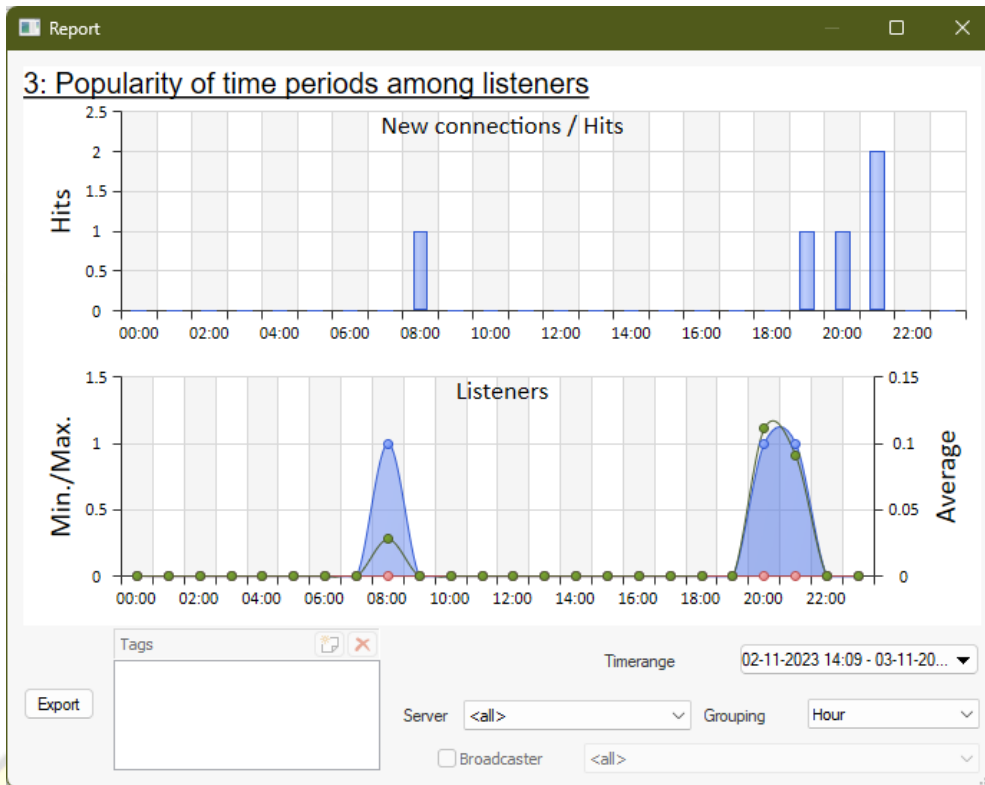 Report
3: Popularity of time periods among listeners
New connections / Hits
Hits
2.5
2
1.5
1
0.5
0
00:00 02:00 04:00 06:00 08:00 10:00 12:00 14:00 16:00 18:00 20:00 22:00
Listeners
Min./Max.
1.5
1
0.5
0
0.15
0.1
0.05
0
Average
00:00 02:00 04:00 06:00 08:00 10:00 12:00 14:00 16:00 18:00 20:00 22:00
Tags
Timerange 02-11-2023 14:09 - 03-11-20...
Export
Server <all> Grouping Hour
Broadcaster <all>